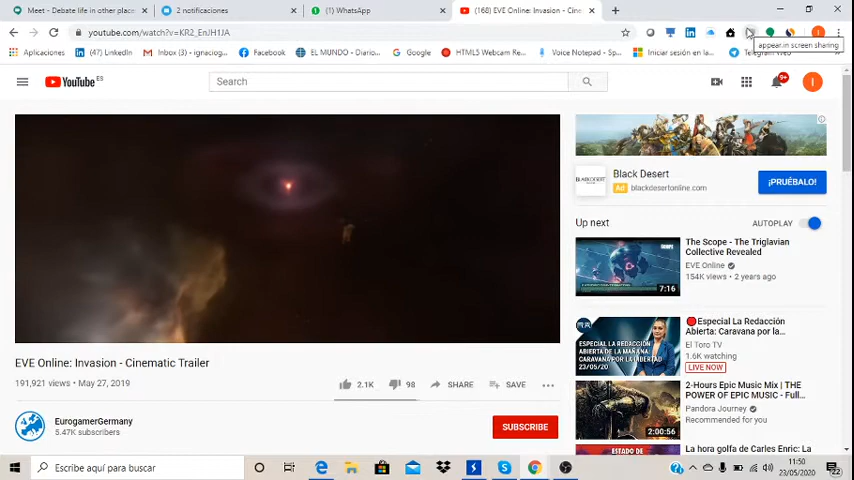 Meet - Debate life in other place
2 notificaciones
(1) WhatsApp
(168) EVE Online: Invasion - Cine
youtube.com/watch?v=KR2_EnJH1JA
appear.in screen sharing
Aplicaciones
(47) LinkedIn
Inbox (3) - ignaciog...
Facebook
EL MUNDO - Diario...
Google
HTML5 Webcam Re...
Voice Notepad - Sp...
Iniciar sesión en la...
Telegram Web
YouTube ES
Search
9+
I
Black Desert
Ad blackdesertonline.com
¡PRUÉBALO!
Up next
AUTOPLAY
The Scope - The Triglavian Collective Revealed
EVE Online
154K views • 2 years ago
7:16
Especial La Redacción Abierta: Caravana por la...
El Toro TV
1.6K watching
LIVE NOW
ESPECIAL LA REDACCIÓN
ABIERTA DE LA MAÑANA:
CARAVANA POR LA LIBERTAD
23/05/20
2-Hours Epic Music Mix | THE POWER OF EPIC MUSIC - Full...
Pandora Journey
Recommended for you
2:00:56
La hora golfa de Carles Enric: La
ESTADO DE
EVE Online: Invasion - Cinematic Trailer
191,921 views • May 27, 2019
2.1K
98
SHARE
SAVE
EurogamerGermany
5.47K subscribers
SUBSCRIBE
Escribe aquí para buscar
11:50
23/05/2020
22